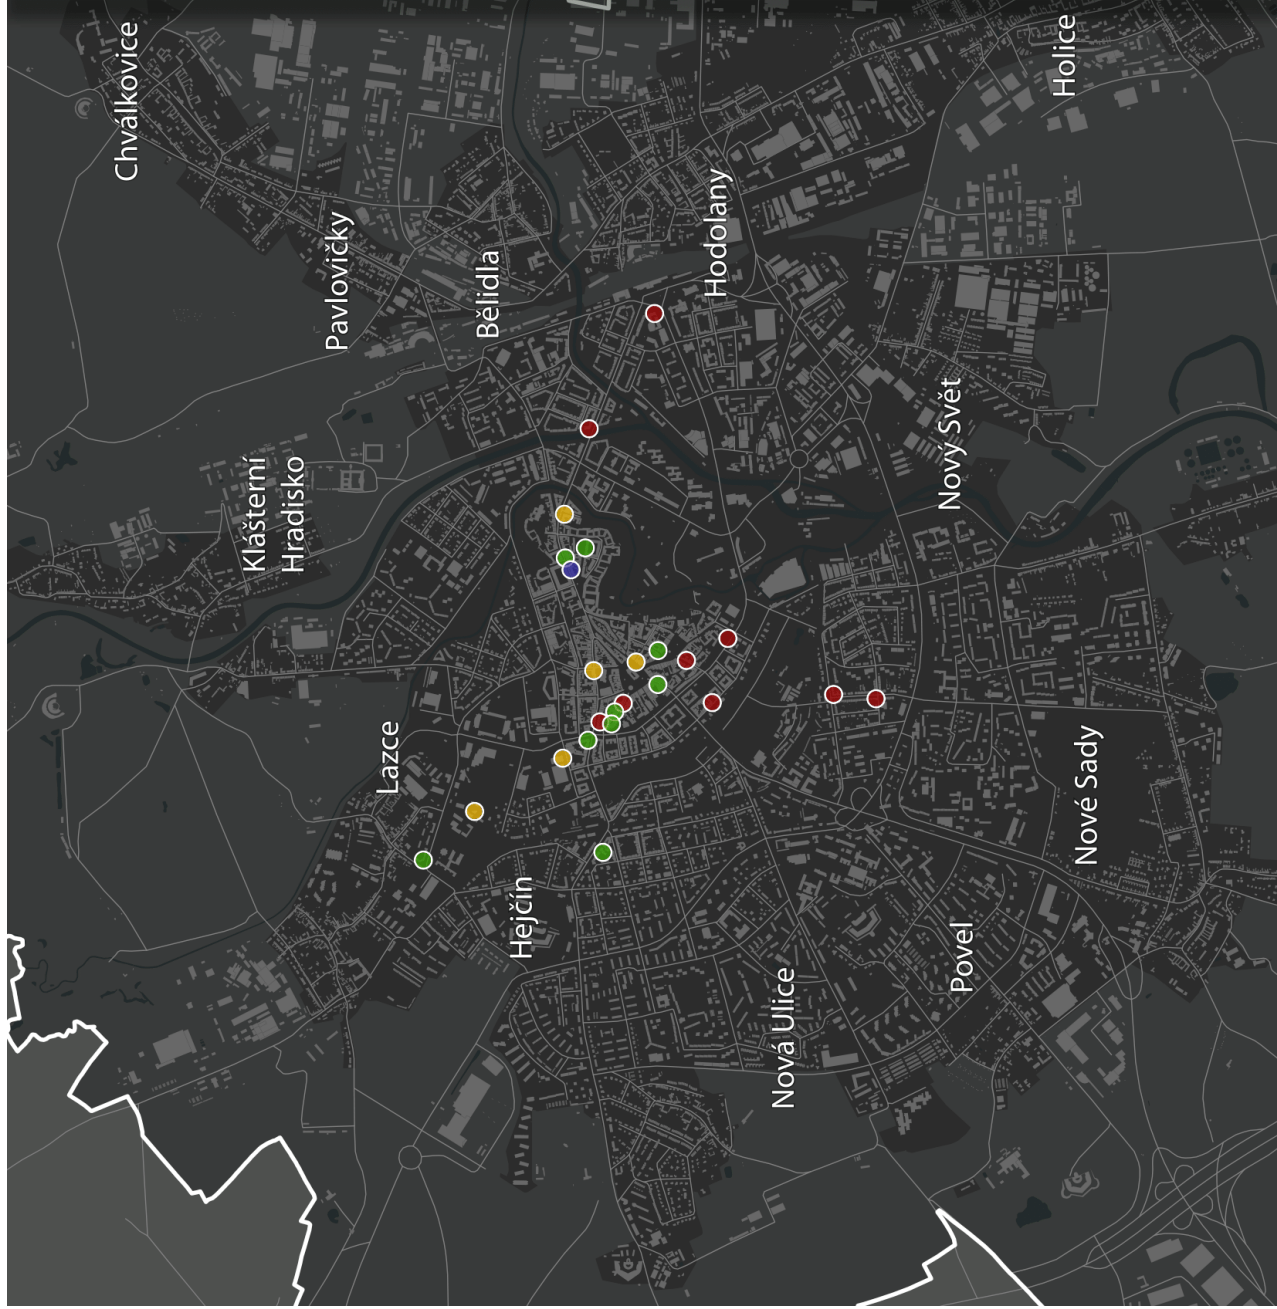 Chválkovice
Pavlovičky
Bělidla
Klášterní
Hradisko
Lazce
Hejčín
Hodolany
Holice
Nový Svět
Nové Sady
Povel
Nová Ulice